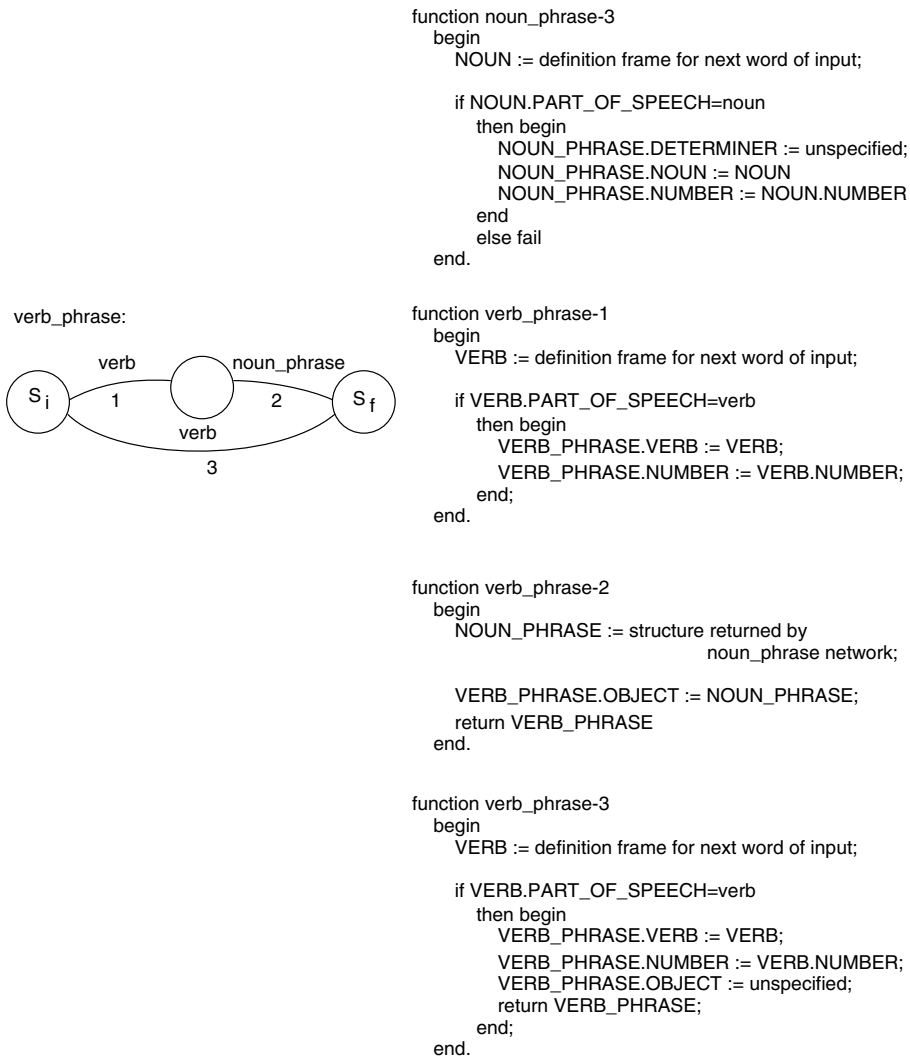 function noun_phrase-3
begin
NOUN := definition frame for next word of input;
if NOUN.PART_OF_SPEECH=noun
then begin
NOUN_PHRASE.DETERMINER := unspecified;
NOUN_PHRASE.NOUN := NOUN
NOUN_PHRASE.NUMBER := NOUN.NUMBER
end
else fail
end.
verb_phrase:
verb
noun_phrase
S i
1
2
S f
verb
3
function verb_phrase-1
begin
VERB := definition frame for next word of input;
if VERB.PART_OF_SPEECH=verb
then begin
VERB_PHRASE.VERB := VERB;
VERB_PHRASE.NUMBER := VERB.NUMBER;
end;
end.
function verb_phrase-2
begin
NOUN_PHRASE := structure returned by
noun_phrase network;
VERB_PHRASE.OBJECT := NOUN_PHRASE;
return VERB_PHRASE
end.
function verb_phrase-3
begin
VERB := definition frame for next word of input;
if VERB.PART_OF_SPEECH=verb
then begin
VERB_PHRASE.VERB := VERB;
VERB_PHRASE.NUMBER := VERB.NUMBER;
VERB_PHRASE.OBJECT := unspecified;
return VERB_PHRASE;
end;
end.